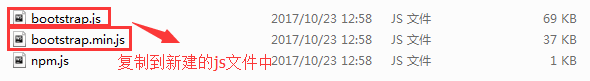 bootstrap.js 2017/10/23 12:58 JS 文件 69 KB
bootstrap.min.js 2017/10/23 12:58 JS 文件 37 KB
npm.js 2017/10/23 12:58 JS 文件 1 KB
复制到新建的js文件中